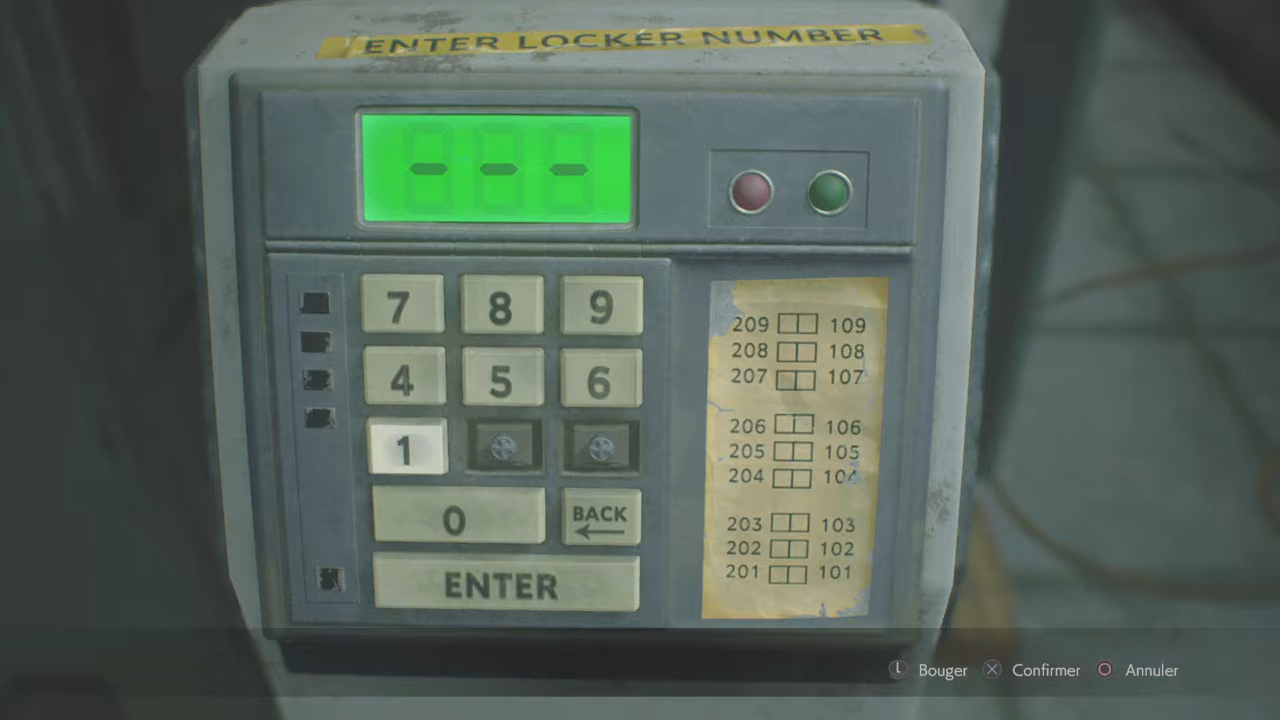 ENTER LOCKER NUMBER
- - -
7 8 9
4 5 6
1
0 BACK
ENTER
209 109
208 108
207 107
206 106
205 105
204 104
203 103
202 102
201 101
L Bouger Confirmer Annuler